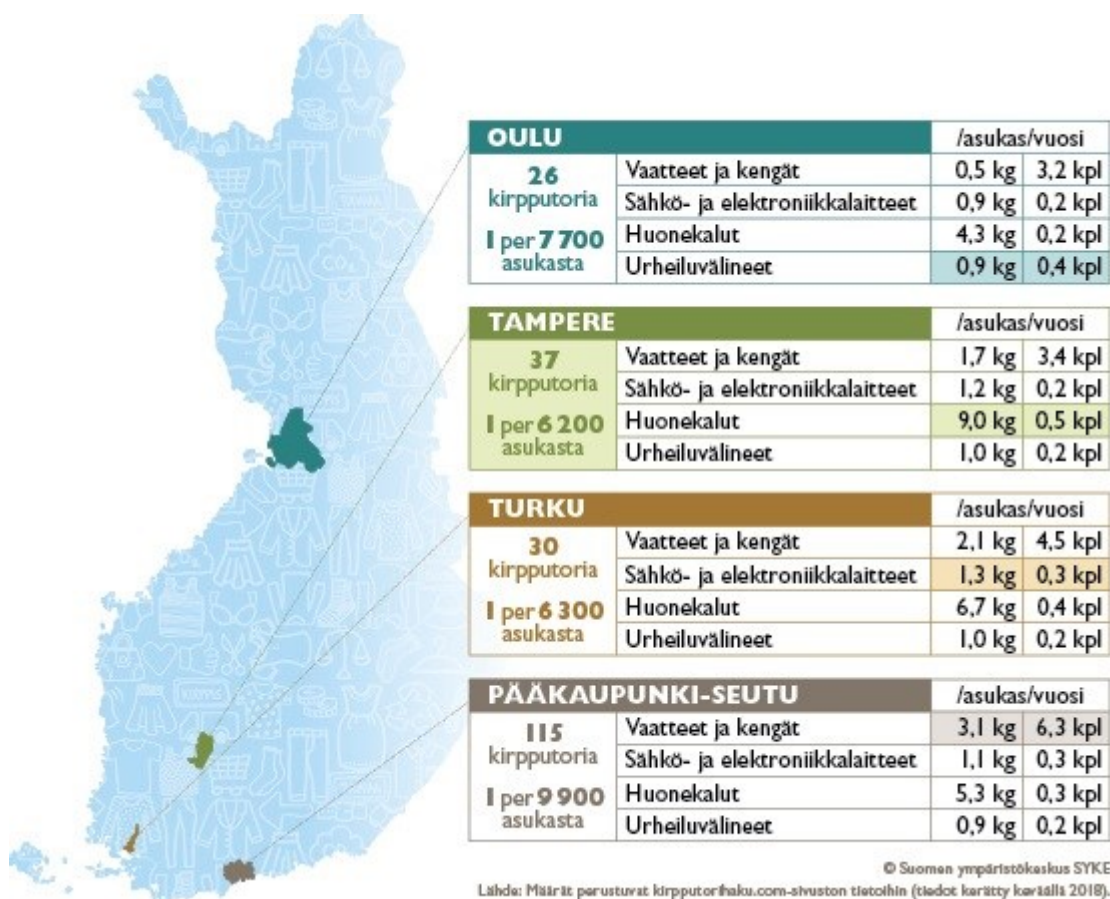 OULU /asukas/vuosi
26 kirpputoria
1 per 7 700 asukasta
Vaatteet ja kengät 0,5 kg 3,2 kpl
Sähkö- ja elektroniikkalaitteet 0,9 kg 0,2 kpl
Huonekalut 4,3 kg 0,2 kpl
Urheiluvälineet 0,9 kg 0,4 kpl
TAMPERE /asukas/vuosi
37 kirpputoria
1 per 6 200 asukasta
Vaatteet ja kengät 1,7 kg 3,4 kpl
Sähkö- ja elektroniikkalaitteet 1,2 kg 0,2 kpl
Huonekalut 9,0 kg 0,5 kpl
Urheiluvälineet 1,0 kg 0,2 kpl
TURKU /asukas/vuosi
30 kirpputoria
1 per 6 300 asukasta
Vaatteet ja kengät 2,1 kg 4,5 kpl
Sähkö- ja elektroniikkalaitteet 1,3 kg 0,3 kpl
Huonekalut 6,7 kg 0,4 kpl
Urheiluvälineet 1,0 kg 0,2 kpl
PÄÄKAUPUNKI-SEUTU /asukas/vuosi
115 kirpputoria
1 per 9 900 asukasta
Vaatteet ja kengät 3,1 kg 6,3 kpl
Sähkö- ja elektroniikkalaitteet 1,1 kg 0,3 kpl
Huonekalut 5,3 kg 0,3 kpl
Urheiluvälineet 0,9 kg 0,2 kpl
© Suomen ympäristökeskus SYKE
Lähde: Määrät perustuvat kirpputorihaku.com-sivuston tietoihin (tiedot kerätty keväällä 2018).